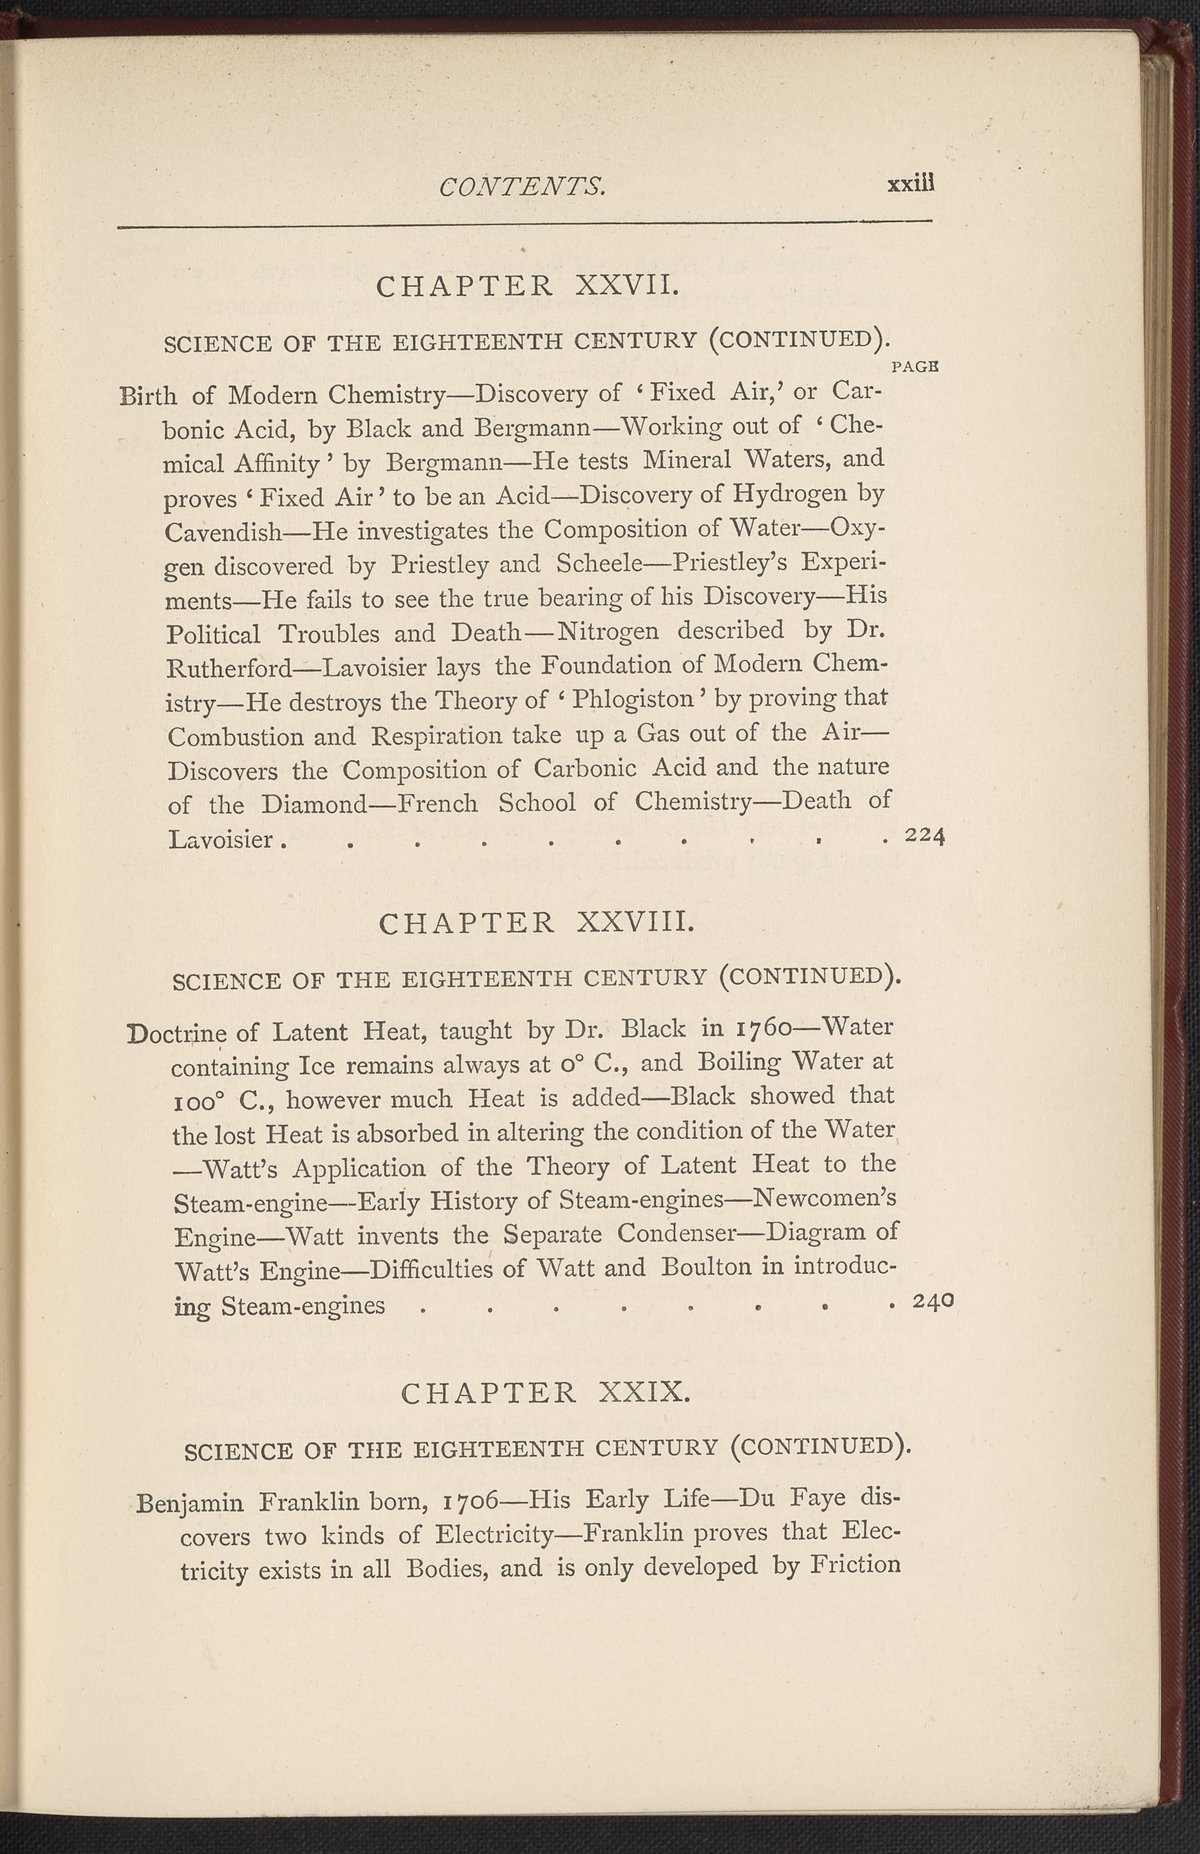 CONTENTS. xxiii
CHAPTER XXVII.
SCIENCE OF THE EIGHTEENTH CENTURY (CONTINUED).
PAGE
Birth of Modern Chemistry—Discovery of ‘Fixed Air,’ or Car-
bonic Acid, by Black and Bergmann—Working out of ‘Che-
mical Affinity’ by Bergmann—He tests Mineral Waters, and
proves ‘Fixed Air’ to be an Acid—Discovery of Hydrogen by
Cavendish—He investigates the Composition of Water—Oxy-
gen discovered by Priestley and Scheele—Priestley’s Experi-
ments—He fails to see the true bearing of his Discovery—His
Political Troubles and Death—Nitrogen described by Dr.
Rutherford—Lavoisier lays the Foundation of Modern Chem-
istry—He destroys the Theory of ‘Phlogiston’ by proving that
Combustion and Respiration take up a Gas out of the Air—
Discovers the Composition of Carbonic Acid and the nature
of the Diamond—French School of Chemistry—Death of
Lavoisier . . . . . . . . . . 224
CHAPTER XXVIII.
SCIENCE OF THE EIGHTEENTH CENTURY (CONTINUED).
Doctrine of Latent Heat, taught by Dr. Black in 1760—Water
containing Ice remains always at 0° C., and Boiling Water at
100° C., however much Heat is added—Black showed that
the lost Heat is absorbed in altering the condition of the Water
—Watt’s Application of the Theory of Latent Heat to the
Steam-engine—Early History of Steam-engines—Newcomen’s
Engine—Watt invents the Separate Condenser—Diagram of
Watt’s Engine—Difficulties of Watt and Boulton in introduc-
ing Steam-engines . . . . . . . . 240
CHAPTER XXIX.
SCIENCE OF THE EIGHTEENTH CENTURY (CONTINUED).
Benjamin Franklin born, 1706—His Early Life—Du Faye dis-
covers two kinds of Electricity—Franklin proves that Elec-
tricity exists in all Bodies, and is only developed by Friction